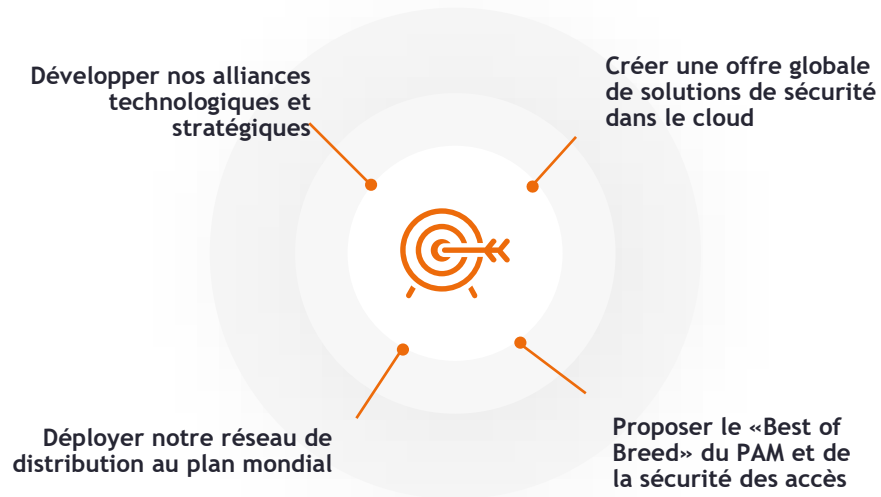 Développer nos alliances
technologiques et
stratégiques
Créer une offre globale
de solutions de sécurité
dans le cloud
Déployer notre réseau de
distribution au plan mondial
Proposer le «Best of
Breed» du PAM et de
la sécurité des accès